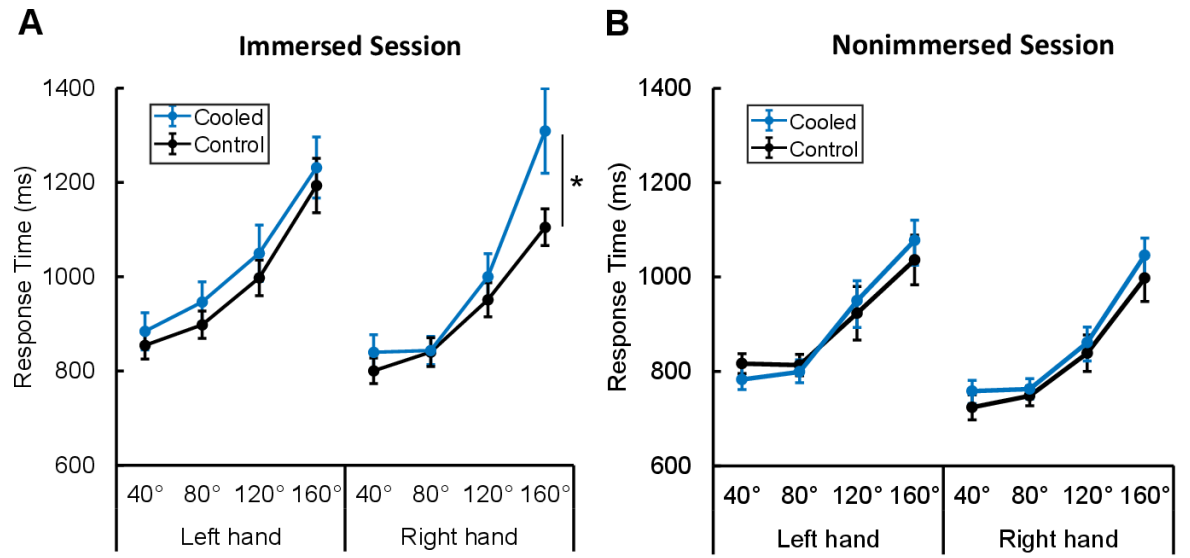 A
Immersed Session
Response Time (ms)
1400
1200
1000
800
600
Cooled
Control
*
40° 80° 120° 160° 40° 80° 120° 160°
Left hand Right hand
B
Nonimmersed Session
Response Time (ms)
1400
1200
1000
800
600
Cooled
Control
40° 80° 120° 160° 40° 80° 120° 160°
Left hand Right hand